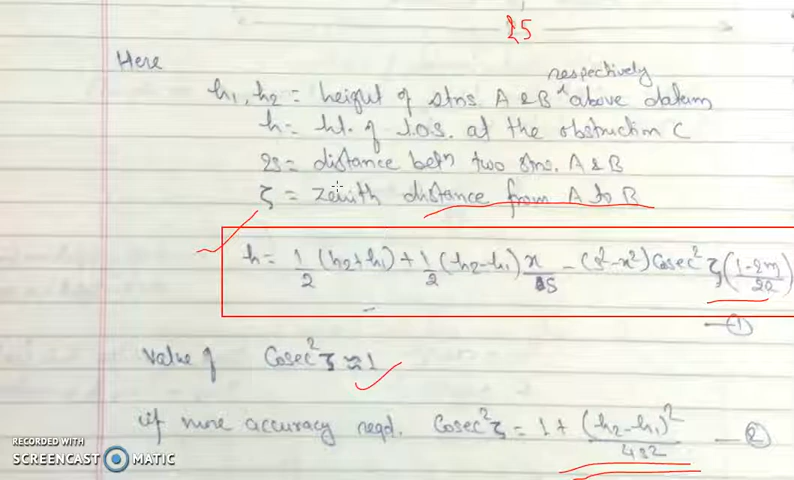 25
Here
respectively
h₁, h₂ = height of stns. A & B ^ above datum
h = ht. of l.o.s. at the obstruction C
2s = distance betn two stns. A & B
ζ = zenith distance from A to B
h = 1/2 (h₂+h₁) + 1/2 (h₂-h₁) x/s - (s²-x²) Cosec² ζ (1-2m/2R)
—①
Value of Cosec² ζ ≈ 1
if more accuracy reqd. Cosec² ζ = 1 + (h₂-h₁)²/4s² —②
RECORDED WITH
SCREENCAST MATIC